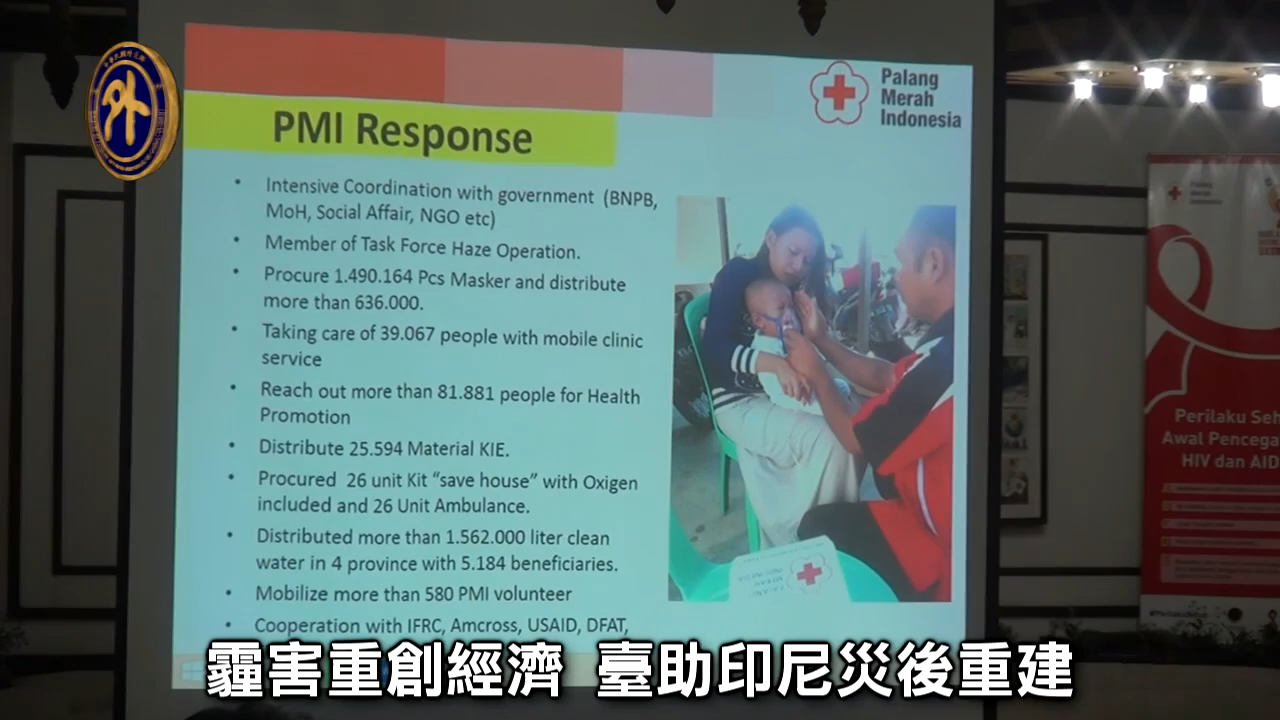 外
PMI Response
Palang
Merah
Indonesia
Intensive Coordination with government (BNPB,
MoH, Social Affair, NGO etc)
Member of Task Force Haze Operation.
Procure 1.490.164 Pcs Masker and distribute
more than 636.000.
Taking care of 39.067 people with mobile clinic
service
Reach out more than 81.881 people for Health
Promotion
Distribute 25.594 Material KIE.
Procured 26 unit Kit “save house” with Oxigen
included and 26 Unit Ambulance.
Distributed more than 1.562.000 liter clean
water in 4 province with 5.184 beneficiaries.
Mobilize more than 580 PMI volunteer
Cooperation with IFRC, Amcross, USAID, DFAT,
Palang
Merah
Indonesia
Perilaku Seh
Awal Pencega
HIV dan AID
霾害重創經濟 臺助印尼災後重建